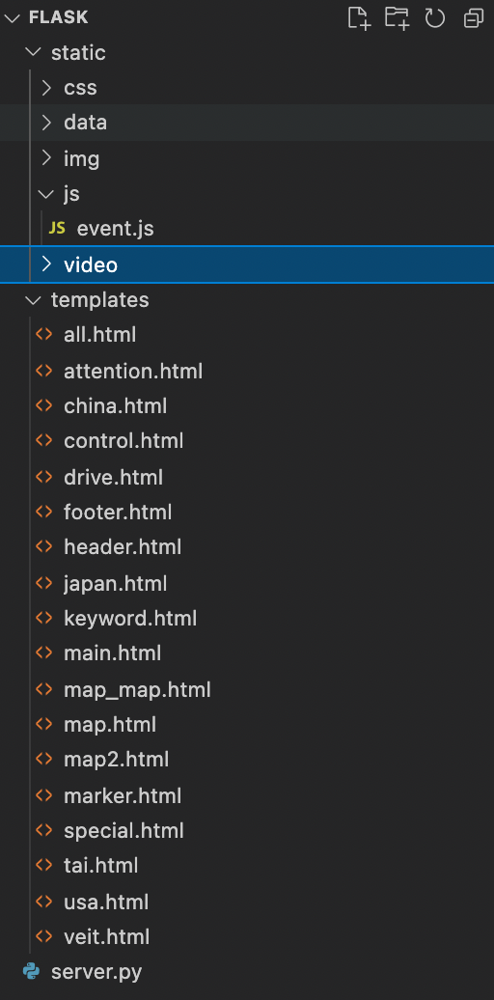 FLASK
static
css
data
img
js
JS event.js
video
templates
all.html
attention.html
china.html
control.html
drive.html
footer.html
header.html
japan.html
keyword.html
main.html
map_map.html
map.html
map2.html
marker.html
special.html
tai.html
usa.html
veit.html
server.py